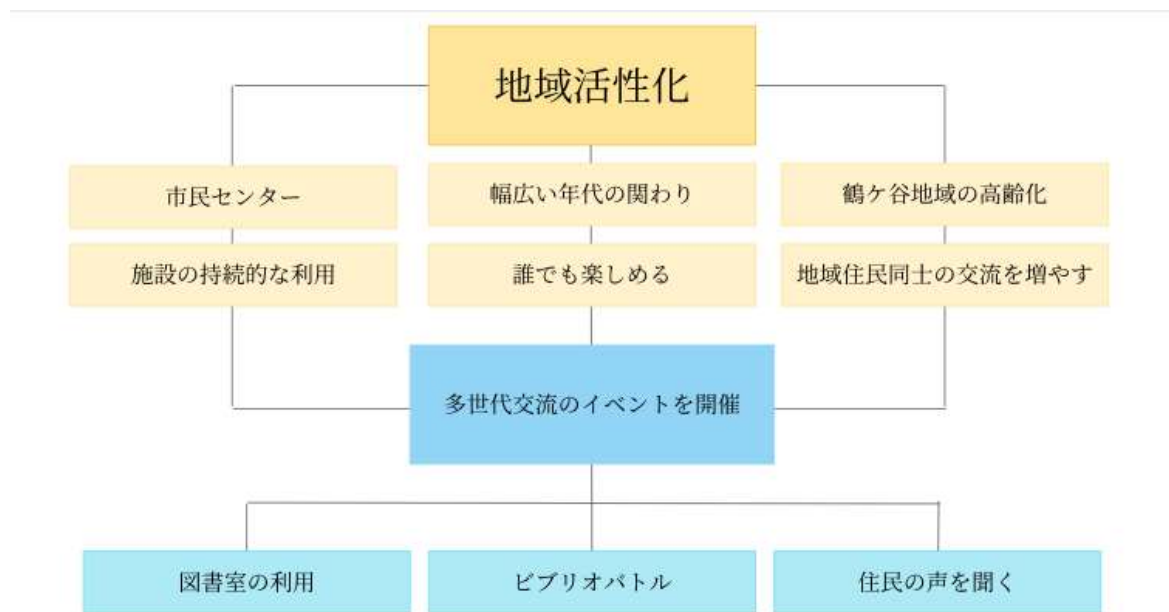 地域活性化
市民センター
幅広い年代の関わり
鶴ケ谷地域の高齢化
施設の持続的な利用
誰でも楽しめる
地域住民同士の交流を増やす
多世代交流のイベントを開催
図書室の利用
ビブリオバトル
住民の声を聞く